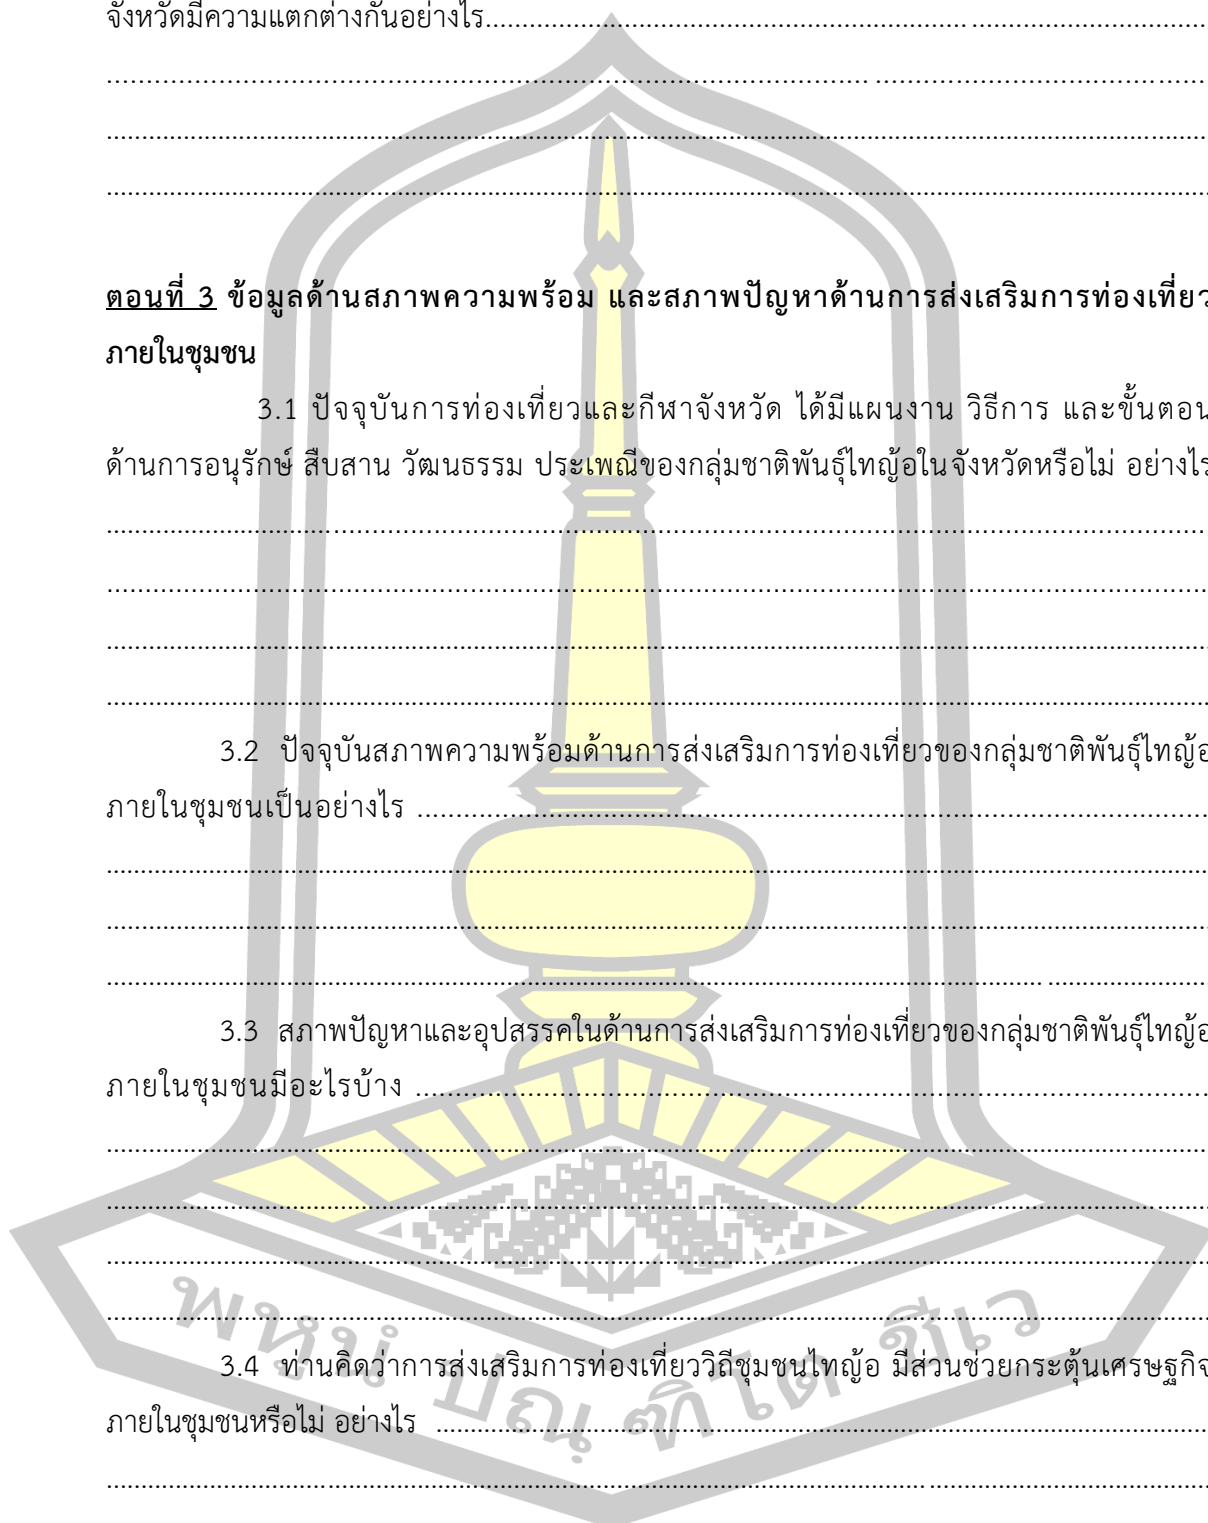 จังหวัดมีความแตกต่างกันอย่างไร........................................................................................................
........................................................................................................................................
........................................................................................................................................
........................................................................................................................................
ตอนที่ 3 ข้อมูลด้านสภาพความพร้อม และสภาพปัญหาด้านการส่งเสริมการท่องเที่ยว
ภายในชุมชน
3.1 ปัจจุบันการท่องเที่ยวและกีฬาจังหวัด ได้มีแผนงาน วิธีการ และขั้นตอน
ด้านการอนุรักษ์ สืบสาน วัฒนธรรม ประเพณีของกลุ่มชาติพันธุ์ไทญ้อในจังหวัดหรือไม่ อย่างไร
........................................................................................................................................
........................................................................................................................................
........................................................................................................................................
........................................................................................................................................
3.2 ปัจจุบันสภาพความพร้อมด้านการส่งเสริมการท่องเที่ยวของกลุ่มชาติพันธุ์ไทญ้อ
ภายในชุมชนเป็นอย่างไร ....................................................................................................
........................................................................................................................................
........................................................................................................................................
........................................................................................................................................
3.3 สภาพปัญหาและอุปสรรคในด้านการส่งเสริมการท่องเที่ยวของกลุ่มชาติพันธุ์ไทญ้อ
ภายในชุมชนมีอะไรบ้าง ....................................................................................................
........................................................................................................................................
........................................................................................................................................
........................................................................................................................................
........................................................................................................................................
3.4 ท่านคิดว่าการส่งเสริมการท่องเที่ยววิถีชุมชนไทญ้อ มีส่วนช่วยกระตุ้นเศรษฐกิจ
ภายในชุมชนหรือไม่ อย่างไร ................................................................................................
........................................................................................................................................
พหุนํ ปณฺฑิโต ชีเว